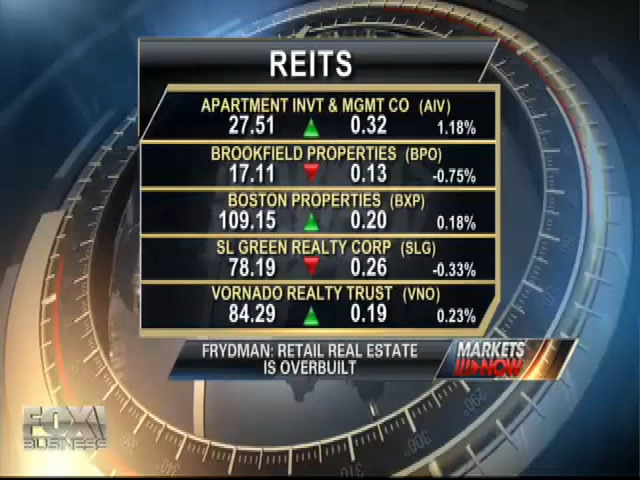 REITS
APARTMENT INVT & MGMT CO (AIV)
27.51 0.32 1.18%
BROOKFIELD PROPERTIES (BPO)
17.11 0.13 -0.75%
BOSTON PROPERTIES (BXP)
109.15 0.20 0.18%
SL GREEN REALTY CORP (SLG)
78.19 0.26 -0.33%
VORNADO REALTY TRUST (VNO)
84.29 0.19 0.23%
FRYDMAN: RETAIL REAL ESTATE
IS OVERBUILT
MARKETS
NOW
FOX
BUSINESS